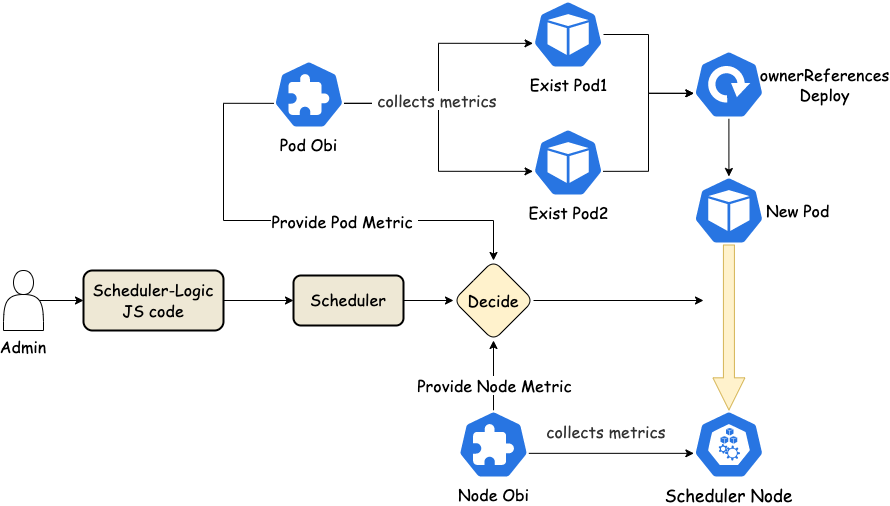 Exist Pod1
ownerReferences
Deploy
collects metrics
Pod Obi
Exist Pod2
New Pod
Provide Pod Metric
Scheduler-Logic
JS code
Scheduler
Decide
Admin
Provide Node Metric
collects metrics
Node Obi
Scheduler Node